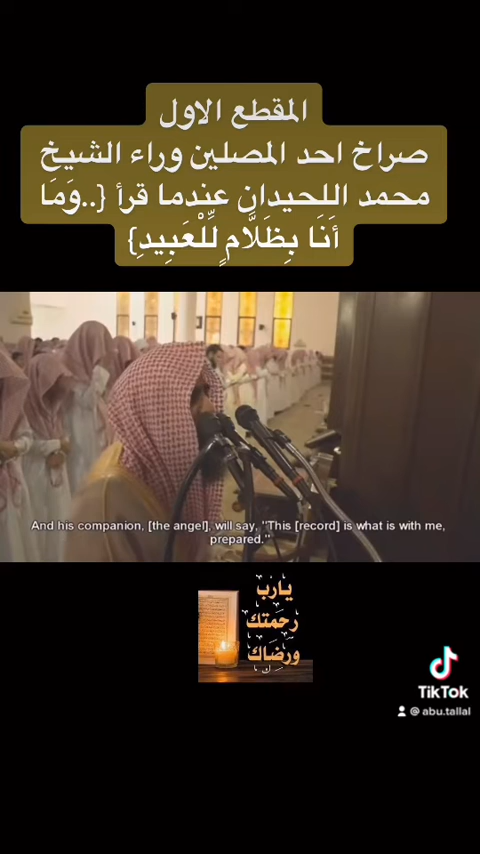 المقطع الاول
صراخ احد المصلين وراء الشيخ
محمد اللحيدان عندما قرأ {..وَمَا
أَنَا بِظَلَّامٍ لِّلْعَبِيدِ}
And his companion, [the angel], will say, "This [record] is what is with me,
prepared."
يارب
رحمتك
ورضاك
TikTok
@ abu.tallal